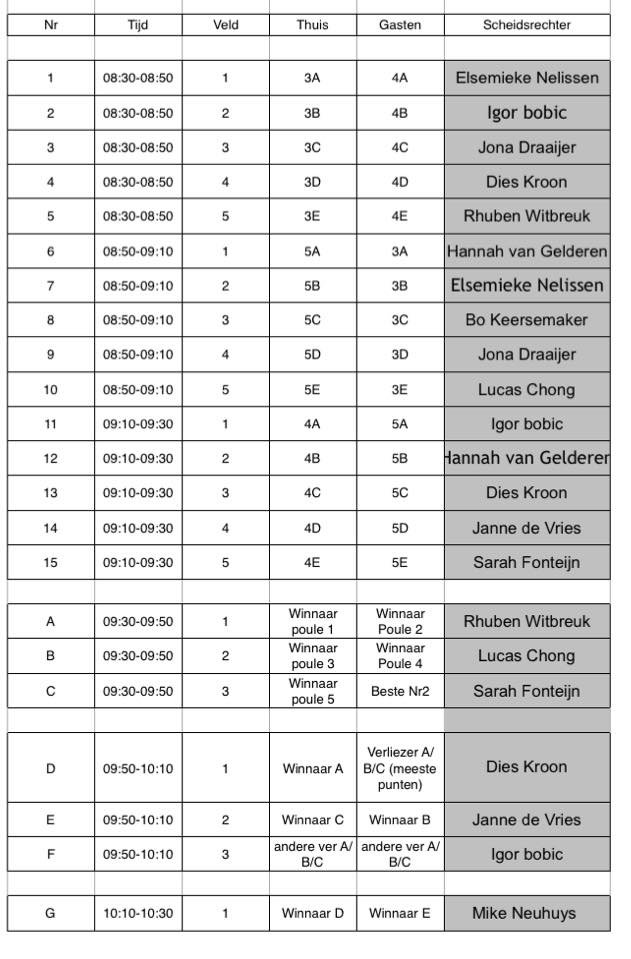 Nr Tijd Veld Thuis Gasten Scheidsrechter
1 08:30-08:50 1 3A 4A Elsemieke Nelissen
2 08:30-08:50 2 3B 4B Igor bobic
3 08:30-08:50 3 3C 4C Jona Draaijer
4 08:30-08:50 4 3D 4D Dies Kroon
5 08:30-08:50 5 3E 4E Rhuben Witbreuk
6 08:50-09:10 1 5A 3A Hannah van Gelderen
7 08:50-09:10 2 5B 3B Elsemieke Nelissen
8 08:50-09:10 3 5C 3C Bo Keersemaker
9 08:50-09:10 4 5D 3D Jona Draaijer
10 08:50-09:10 5 5E 3E Lucas Chong
11 09:10-09:30 1 4A 5A Igor bobic
12 09:10-09:30 2 4B 5B Hannah van Gelderen
13 09:10-09:30 3 4C 5C Dies Kroon
14 09:10-09:30 4 4D 5D Janne de Vries
15 09:10-09:30 5 4E 5E Sarah Fonteijn
A 09:30-09:50 1 Winnaar poule 1 Winnaar Poule 2 Rhuben Witbreuk
B 09:30-09:50 2 Winnaar poule 3 Winnaar Poule 4 Lucas Chong
C 09:30-09:50 3 Winnaar poule 5 Beste Nr2 Sarah Fonteijn
D 09:50-10:10 1 Winnaar A Verliezer A/ B/C (meeste punten) Dies Kroon
E 09:50-10:10 2 Winnaar C Winnaar B Janne de Vries
F 09:50-10:10 3 andere ver A/ B/C andere ver A/ B/C Igor bobic
G 10:10-10:30 1 Winnaar D Winnaar E Mike Neuhuys